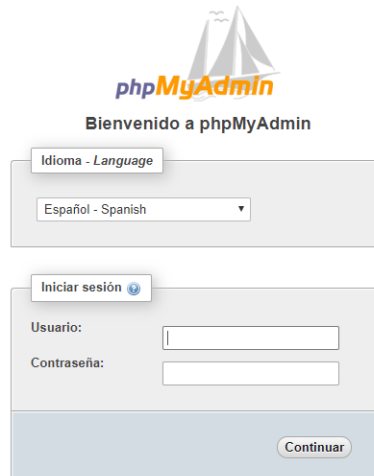 phpMyAdmin
Bienvenido a phpMyAdmin
Idioma - Language
Español - Spanish
Iniciar sesión
Usuario:
Contraseña:
Continuar